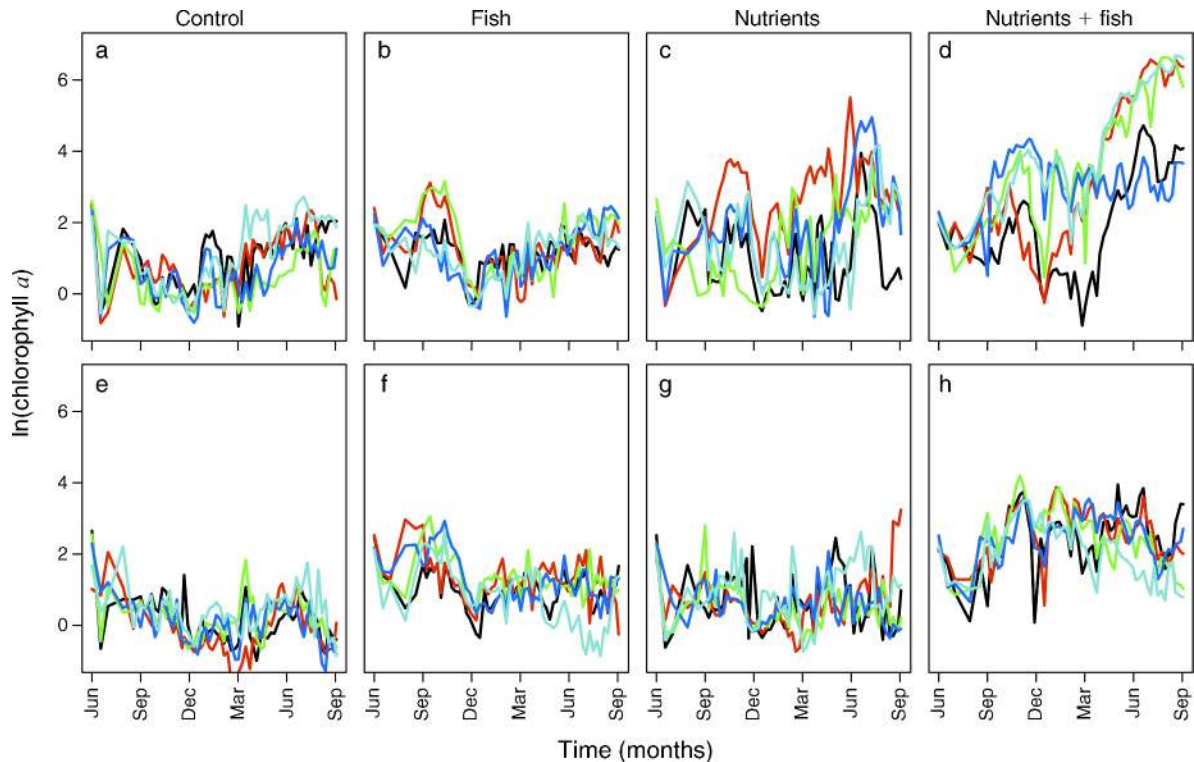 Control Fish Nutrients Nutrients + fish
a b c d
6
4
2
0
ln(chlorophyll a)
e f g h
6
4
2
0
Jun Sep Dec Mar Jun Sep Jun Sep Dec Mar Jun Sep Jun Sep Dec Mar Jun Sep Jun Sep Dec Mar Jun Sep
Time (months)